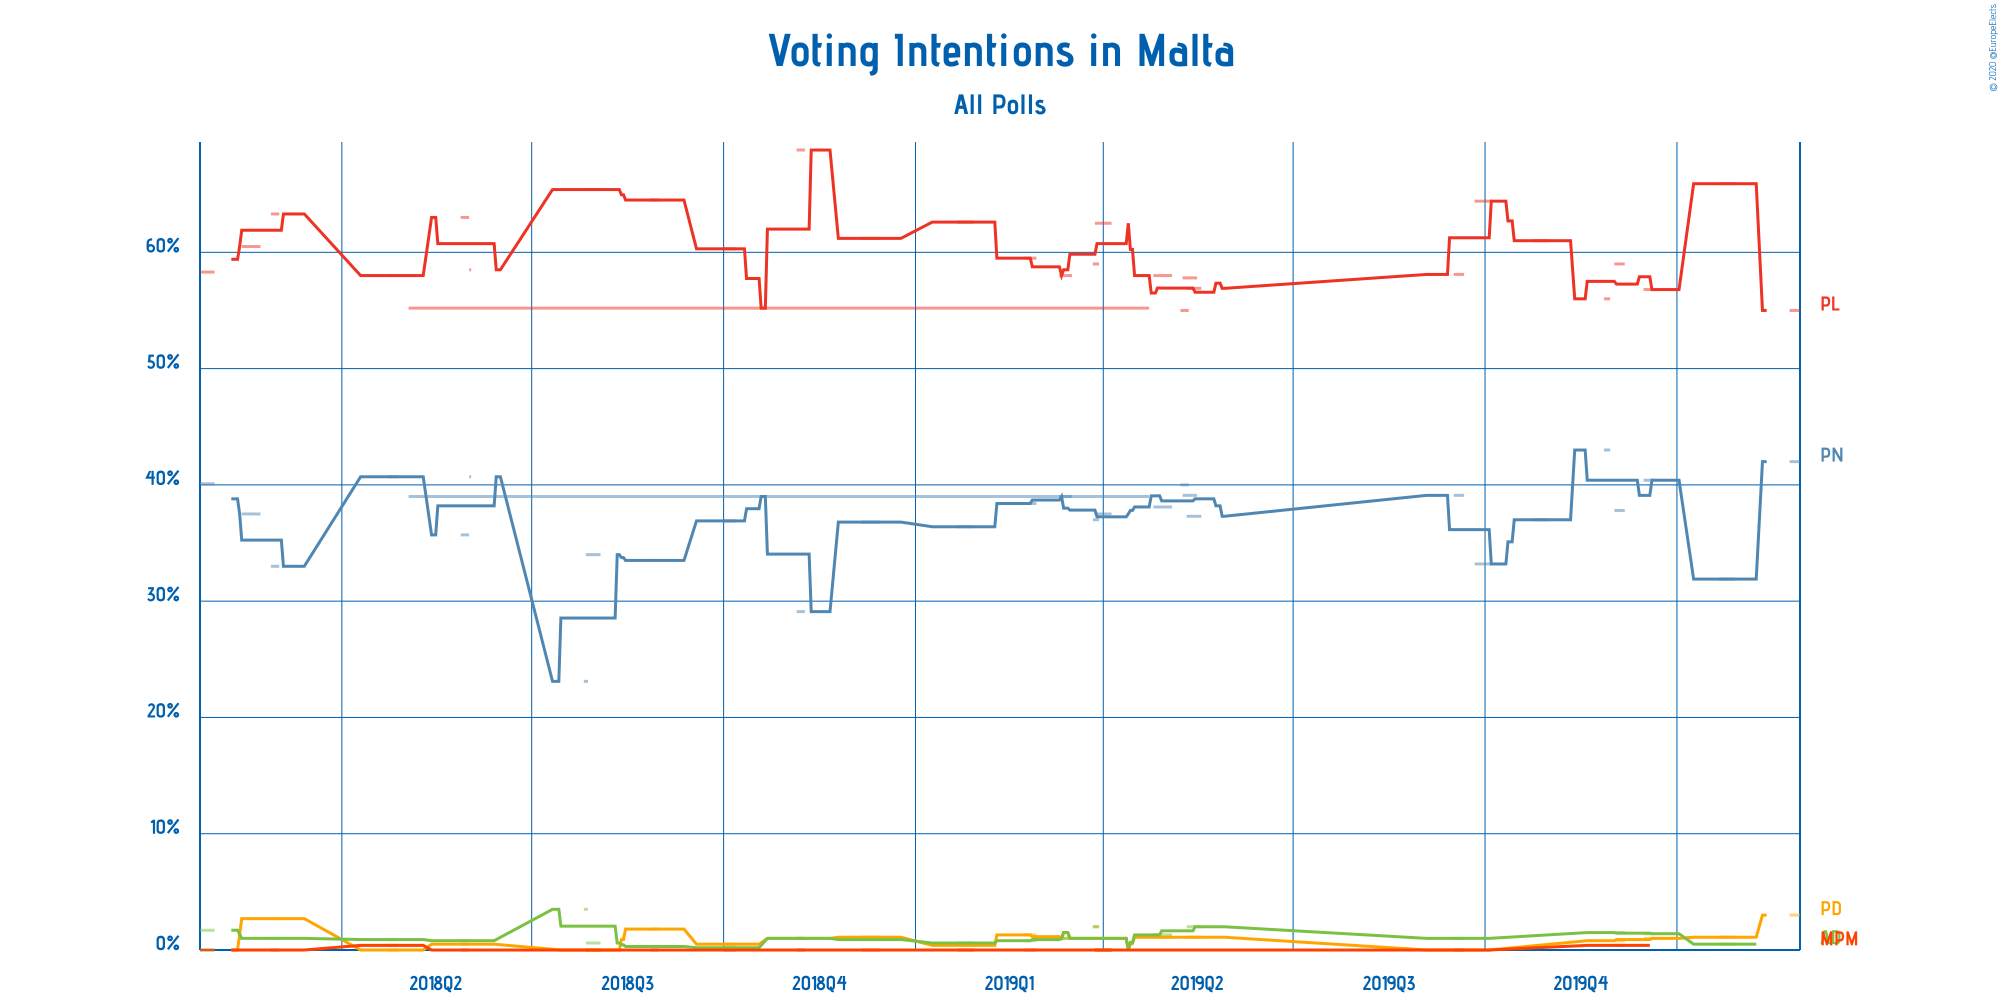 © 2020 @EuropeElects
Voting Intentions in Malta
All Polls
60%
50%
40%
30%
20%
10%
0%
PL
PN
PD
MPM
2018Q2
2018Q3
2018Q4
2019Q1
2019Q2
2019Q3
2019Q4